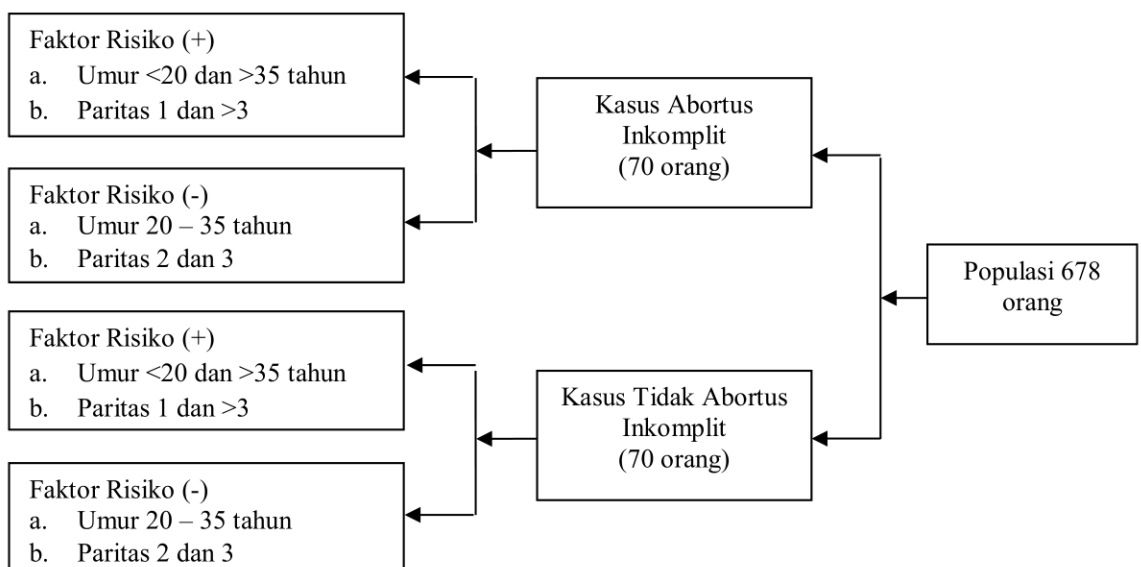 Faktor Risiko (+)
a. Umur <20 dan >35 tahun
b. Paritas 1 dan >3
Faktor Risiko (-)
a. Umur 20 – 35 tahun
b. Paritas 2 dan 3
Faktor Risiko (+)
a. Umur <20 dan >35 tahun
b. Paritas 1 dan >3
Faktor Risiko (-)
a. Umur 20 – 35 tahun
b. Paritas 2 dan 3
Kasus Abortus
Inkomplit
(70 orang)
Kasus Tidak Abortus
Inkomplit
(70 orang)
Populasi 678
orang